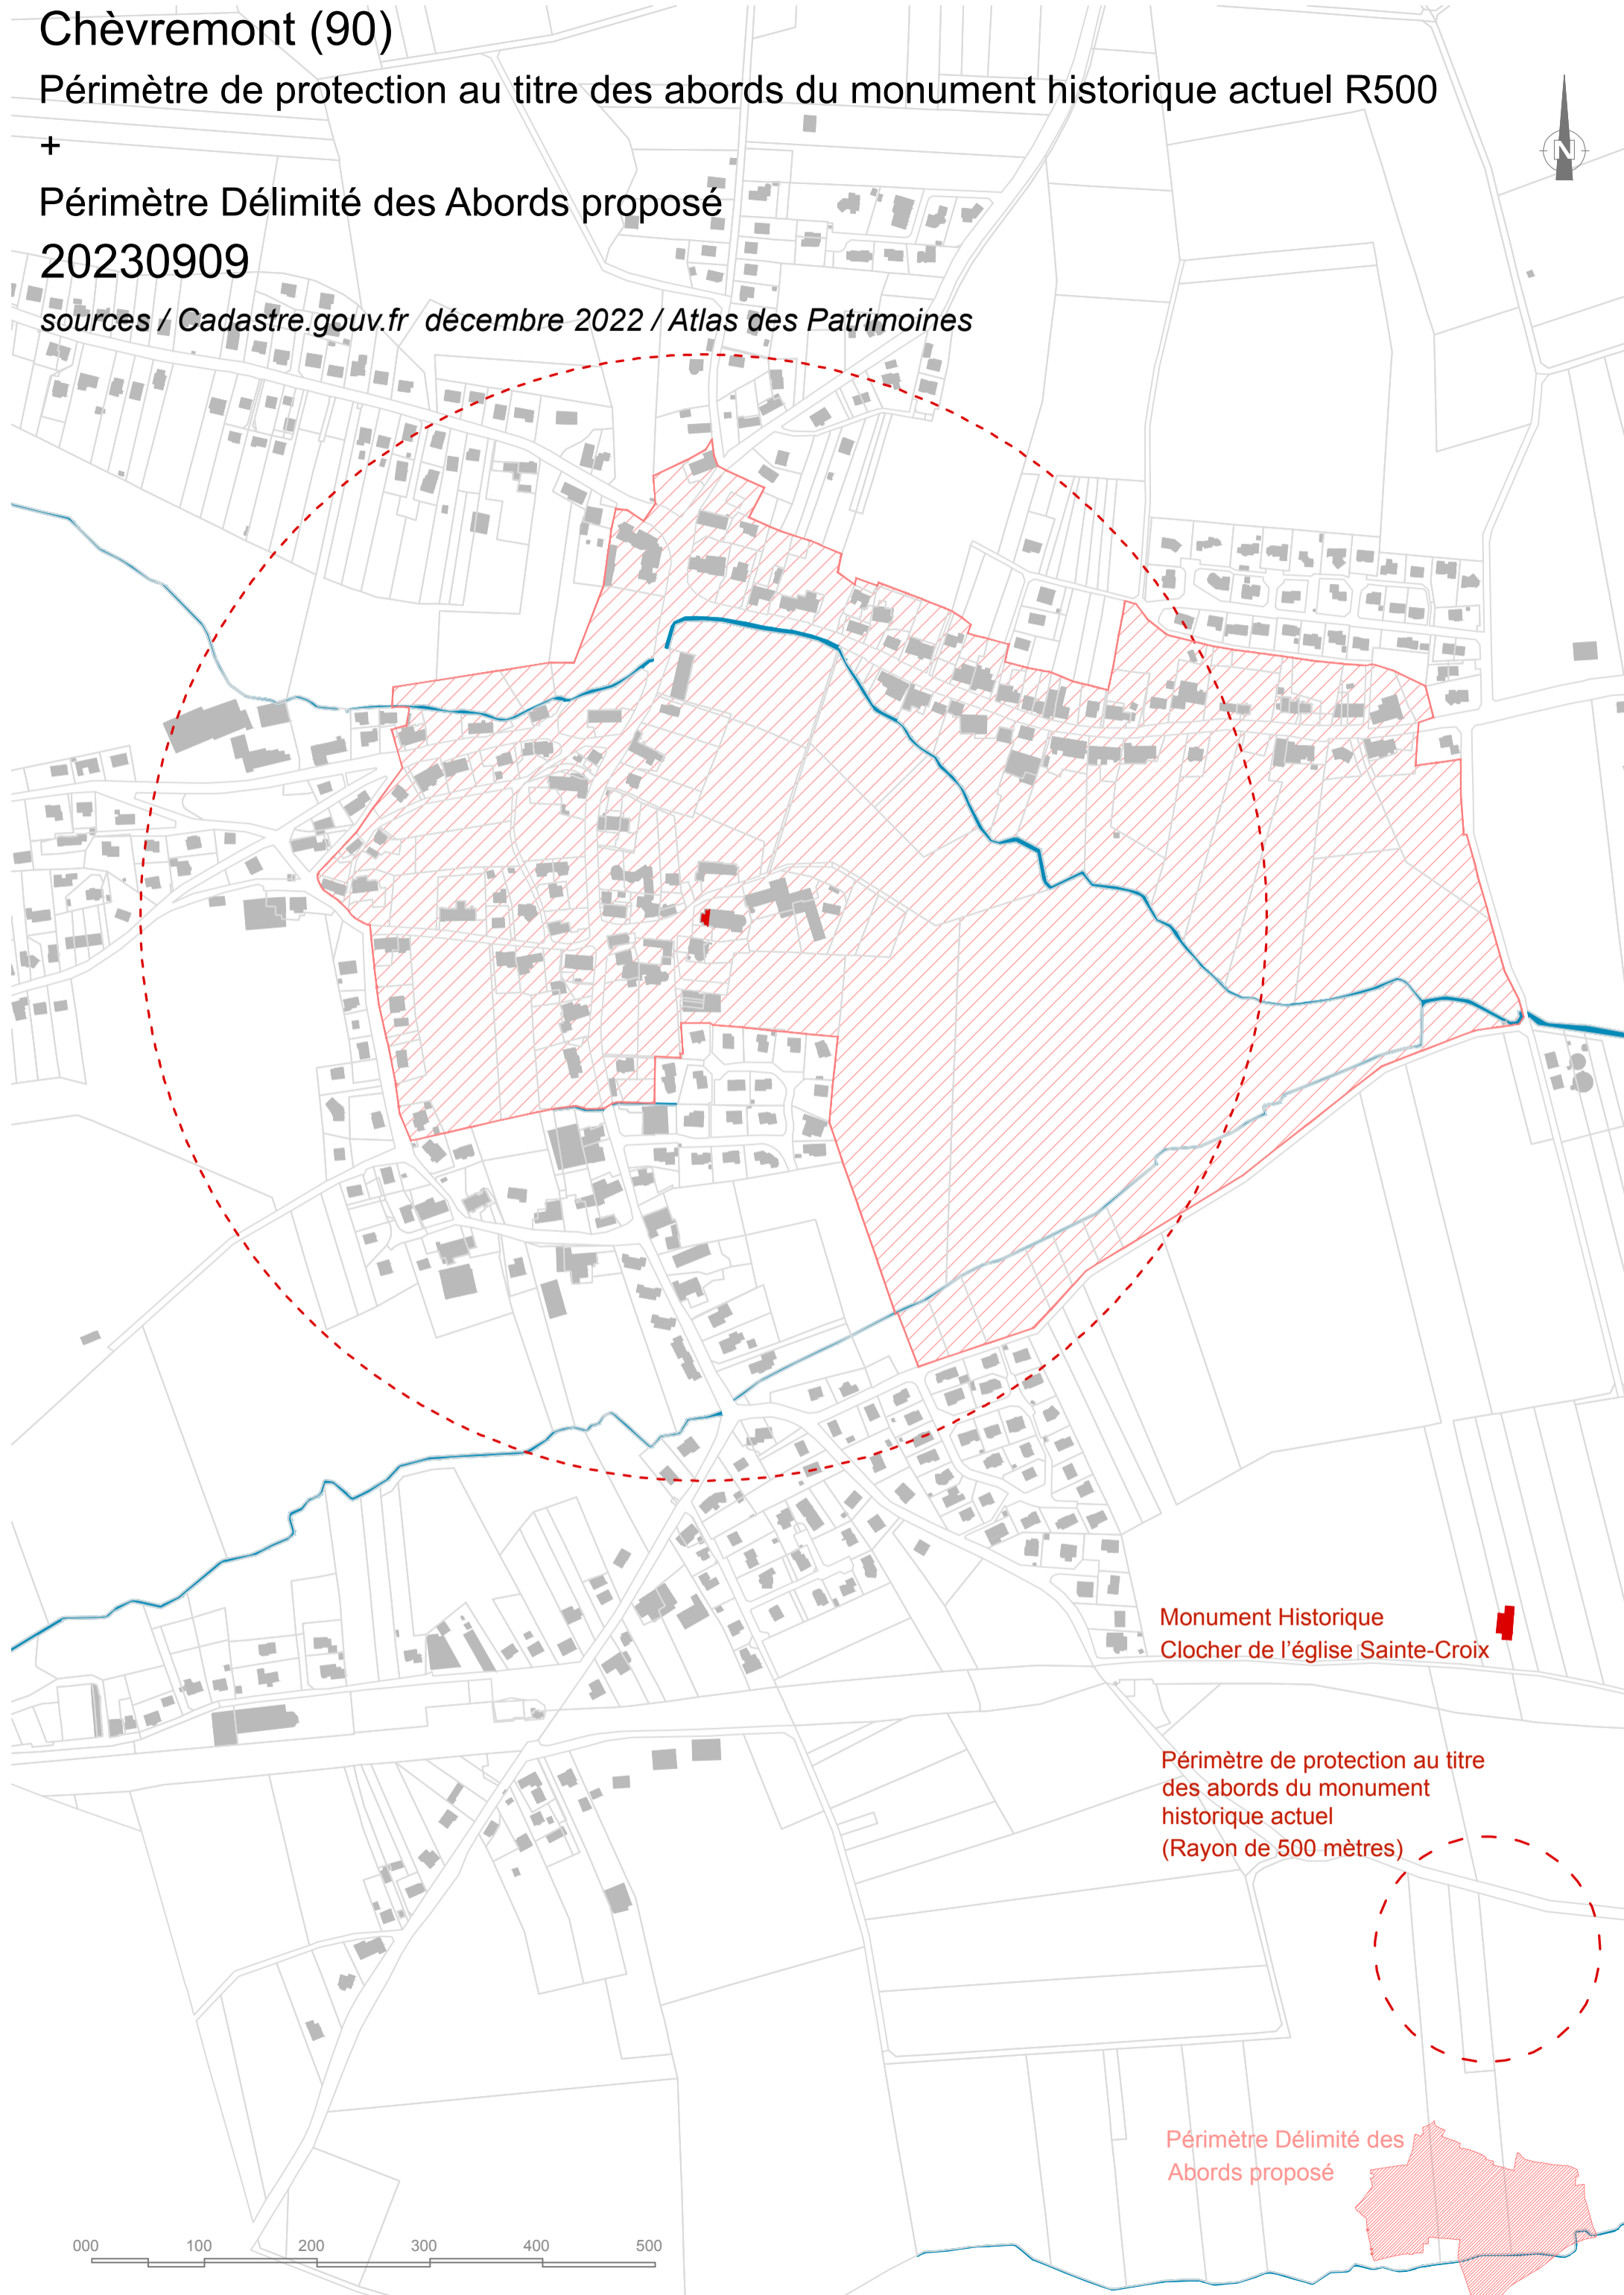 Chèvremont (90)
Périmètre de protection au titre des abords du monument historique actuel R500
+
Périmètre Délimité des Abords proposé
20230909
sources / Cadastre.gouv.fr  décembre 2022 / Atlas des Patrimoines
N
Monument Historique
Clocher de l'église Sainte-Croix
Périmètre de protection au titre
des abords du monument
historique actuel
(Rayon de 500 mètres)
Périmètre Délimité des
Abords proposé
000 100 200 300 400 500